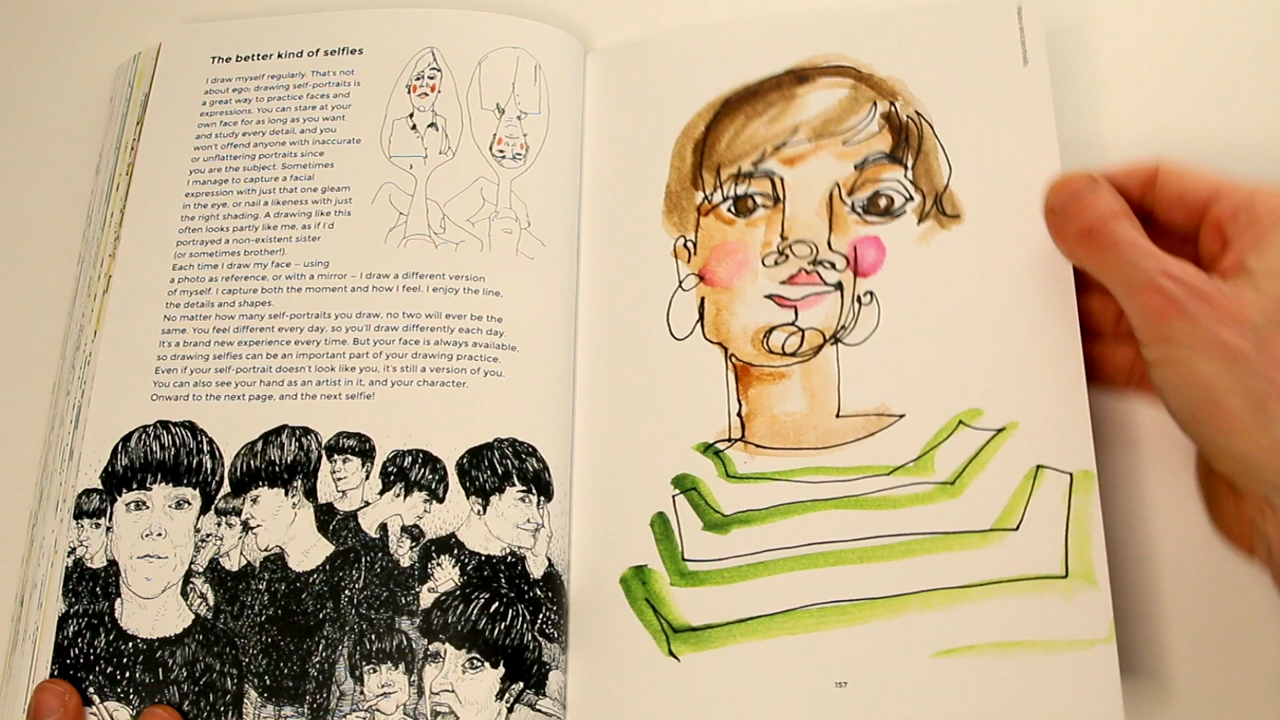 The better kind of selfies
I draw myself regularly. That's not
about ego; drawing self-portraits is
a great way to practice faces and
expressions. You can stare at your
own face for as long as you want
and study every detail, and you
won't offend anyone with inaccurate
or unflattering portraits since
you are the subject. Sometimes
I manage to capture a facial
expression with just that one gleam
in the eye, or nail a likeness with just
the right shading. A drawing like this
often looks partly like me, as if I'd
portrayed a non-existent sister
(or sometimes brother!).
Each time I draw my face – using
a photo as reference, or with a mirror – I draw a different version
of myself. I capture both the moment and how I feel. I enjoy the line,
the details and shapes.
No matter how many self-portraits you draw, no two will ever be the
same. You feel different every day, so you'll draw differently each day.
It's a brand new experience every time. But your face is always available,
so drawing selfies can be an important part of your drawing practice.
Even if your self-portrait doesn't look like you, it's still a version of you.
You can also see your hand as an artist in it, and your character.
Onward to the next page, and the next selfie!
157